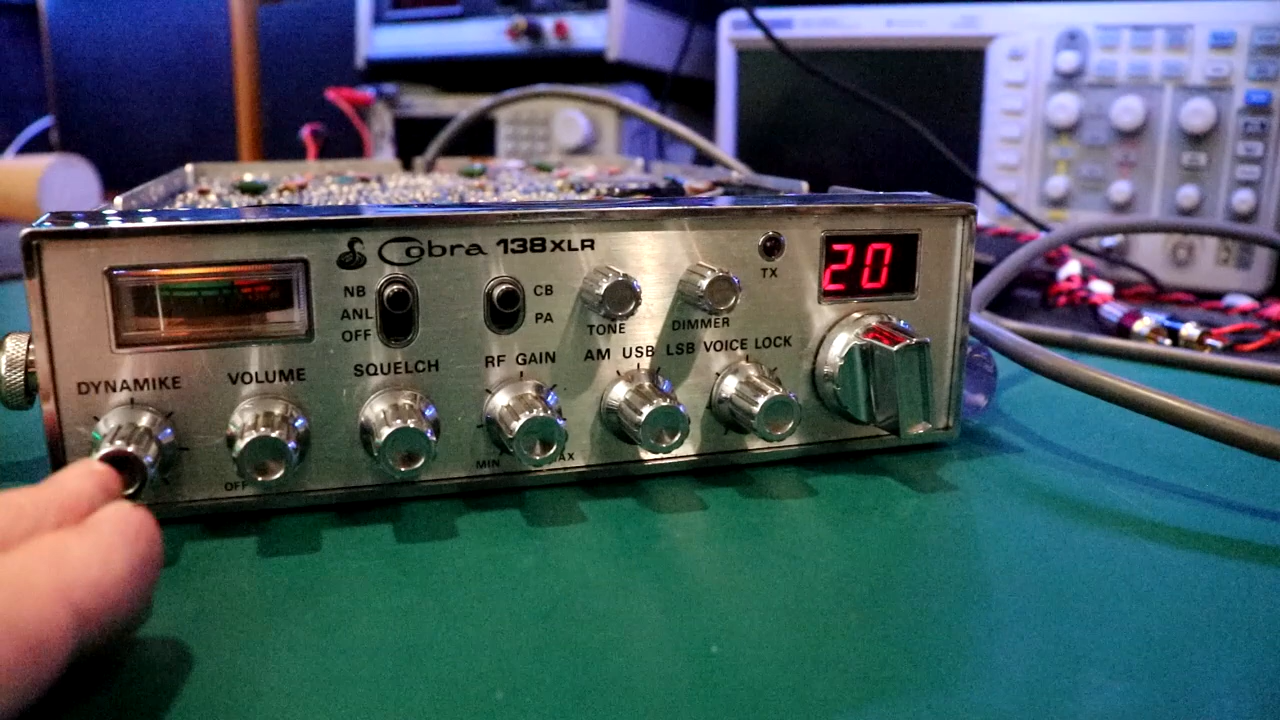 Cobra 138XLR
20
TX
NB
ANL
OFF
CB
PA
TONE
DIMMER
DYNAMIKE
VOLUME
SQUELCH
RF GAIN
AM USB LSB VOICE LOCK
OFF
MIN